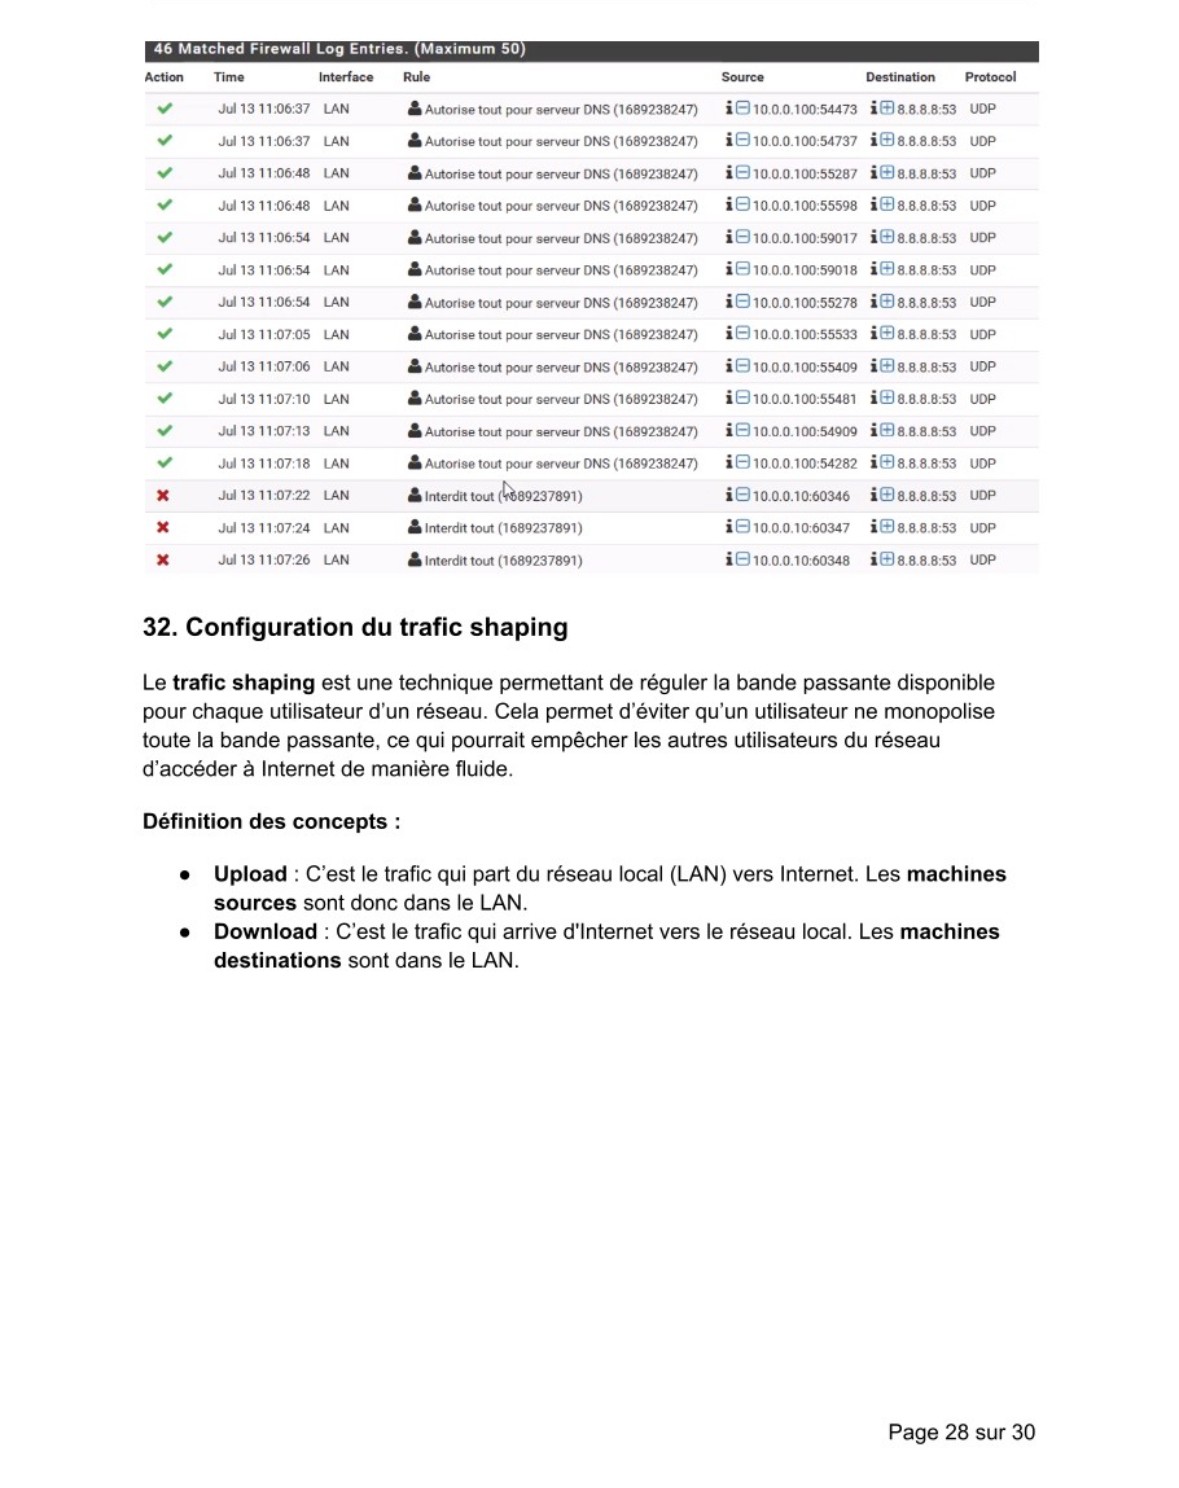 46 Matched Firewall Log Entries. (Maximum 50)
Action Time Interface Rule Source Destination Protocol
Jul 13 11:06:37 LAN Autorise tout pour serveur DNS (1689238247) 10.0.0.100:54473 8.8.8.8:53 UDP
Jul 13 11:06:37 LAN Autorise tout pour serveur DNS (1689238247) 10.0.0.100:54737 8.8.8.8:53 UDP
Jul 13 11:06:48 LAN Autorise tout pour serveur DNS (1689238247) 10.0.0.100:55287 8.8.8.8:53 UDP
Jul 13 11:06:48 LAN Autorise tout pour serveur DNS (1689238247) 10.0.0.100:55598 8.8.8.8:53 UDP
Jul 13 11:06:54 LAN Autorise tout pour serveur DNS (1689238247) 10.0.0.100:59017 8.8.8.8:53 UDP
Jul 13 11:06:54 LAN Autorise tout pour serveur DNS (1689238247) 10.0.0.100:59018 8.8.8.8:53 UDP
Jul 13 11:06:54 LAN Autorise tout pour serveur DNS (1689238247) 10.0.0.100:55278 8.8.8.8:53 UDP
Jul 13 11:07:05 LAN Autorise tout pour serveur DNS (1689238247) 10.0.0.100:55533 8.8.8.8:53 UDP
Jul 13 11:07:06 LAN Autorise tout pour serveur DNS (1689238247) 10.0.0.100:55409 8.8.8.8:53 UDP
Jul 13 11:07:10 LAN Autorise tout pour serveur DNS (1689238247) 10.0.0.100:55481 8.8.8.8:53 UDP
Jul 13 11:07:13 LAN Autorise tout pour serveur DNS (1689238247) 10.0.0.100:54909 8.8.8.8:53 UDP
Jul 13 11:07:18 LAN Autorise tout pour serveur DNS (1689238247) 10.0.0.100:54282 8.8.8.8:53 UDP
Jul 13 11:07:22 LAN Interdit tout (1689237891) 10.0.0.10:60346 8.8.8.8:53 UDP
Jul 13 11:07:24 LAN Interdit tout (1689237891) 10.0.0.10:60347 8.8.8.8:53 UDP
Jul 13 11:07:26 LAN Interdit tout (1689237891) 10.0.0.10:60348 8.8.8.8:53 UDP
32. Configuration du trafic shaping
Le trafic shaping est une technique permettant de réguler la bande passante disponible
pour chaque utilisateur d’un réseau. Cela permet d’éviter qu’un utilisateur ne monopolise
toute la bande passante, ce qui pourrait empêcher les autres utilisateurs du réseau
d’accéder à Internet de manière fluide.
Définition des concepts :
● Upload : C’est le trafic qui part du réseau local (LAN) vers Internet. Les machines
sources sont donc dans le LAN.
● Download : C’est le trafic qui arrive d'Internet vers le réseau local. Les machines
destinations sont dans le LAN.
Page 28 sur 30